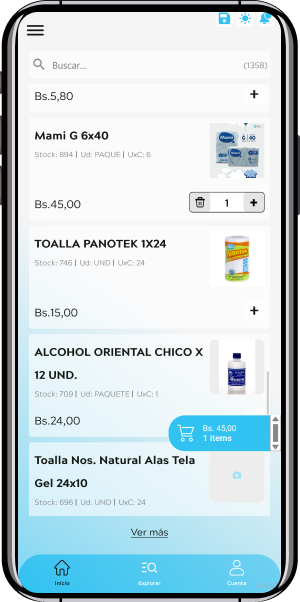 Buscar...
(1358)
Bs.5,80
+
Mami G 6x40
Stock: 894 | Ud: PAQUE | UxC: 6
Bs.45,00
1
+
TOALLA PANOTEK 1X24
Stock: 746 | Ud: UND | UxC: 24
Bs.15,00
+
ALCOHOL ORIENTAL CHICO X
12 UND.
Stock: 709 | Ud: PAQUETE | UxC: 1
Bs.24,00
Bs. 45,00
1 items
Toalla Nos. Natural Alas Tela
Gel 24x10
Stock: 696 | Ud: UND | UxC: 24
Ver más
Inicio
Explorar
Cuenta